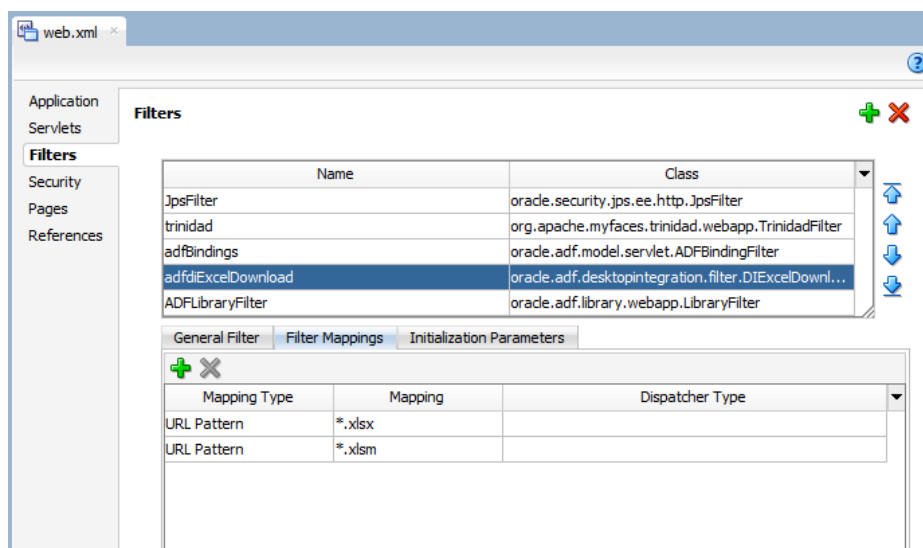 web.xml
Application
Servlets
Filters
Security
Pages
References
Filters
Name Class
JpsFilter oracle.security.jps.ee.http.JpsFilter
trinidad org.apache.myfaces.trinidad.webapp.TrinidadFilter
adfBindings oracle.adf.model.servlet.ADFBindingFilter
adfdiExcelDownload oracle.adf.desktopintegration.filter.DIExcelDownl...
ADFLibraryFilter oracle.adf.library.webapp.LibraryFilter
General Filter Filter Mappings Initialization Parameters
Mapping Type Mapping Dispatcher Type
URL Pattern *.xlsx
URL Pattern *.xlsm